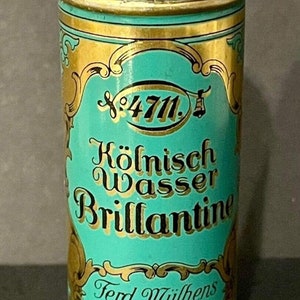 No. 4711.
Kölnisch
Wasser
Brillantine
Ferd. Mülhens